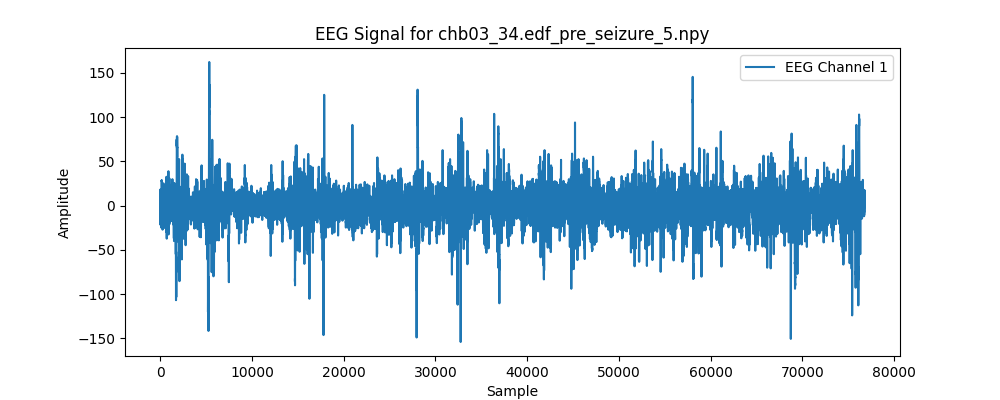 EEG Signal for chb03_34.edf_pre_seizure_5.npy
EEG Channel 1
150
100
50
0
−50
−100
−150
Amplitude
0 10000 20000 30000 40000 50000 60000 70000 80000
Sample